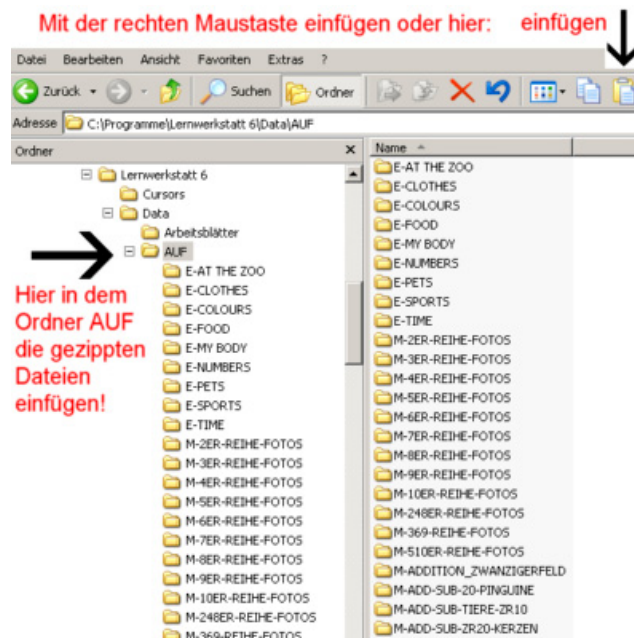 Mit der rechten Maustaste einfügen oder hier: einfügen
Datei Bearbeiten Ansicht Favoriten Extras ?
Zurück Suchen Ordner
Adresse C:\Programme\Lernwerkstatt 6\Data\AUF
Ordner x
Lernwerkstatt 6
Cursors
Data
Arbeitsblätter
AUF
E-AT THE ZOO
E-CLOTHES
E-COLOURS
E-FOOD
E-MY BODY
E-NUMBERS
E-PETS
E-SPORTS
E-TIME
M-2ER-REIHE-FOTOS
M-3ER-REIHE-FOTOS
M-4ER-REIHE-FOTOS
M-5ER-REIHE-FOTOS
M-6ER-REIHE-FOTOS
M-7ER-REIHE-FOTOS
M-8ER-REIHE-FOTOS
M-9ER-REIHE-FOTOS
M-10ER-REIHE-FOTOS
M-248ER-REIHE-FOTOS
M-369-REIHE-FOTOS
Hier in dem
Ordner AUF
die gezippten
Dateien
einfügen!
Name
E-AT THE ZOO
E-CLOTHES
E-COLOURS
E-FOOD
E-MY BODY
E-NUMBERS
E-PETS
E-SPORTS
E-TIME
M-2ER-REIHE-FOTOS
M-3ER-REIHE-FOTOS
M-4ER-REIHE-FOTOS
M-5ER-REIHE-FOTOS
M-6ER-REIHE-FOTOS
M-7ER-REIHE-FOTOS
M-8ER-REIHE-FOTOS
M-9ER-REIHE-FOTOS
M-10ER-REIHE-FOTOS
M-248ER-REIHE-FOTOS
M-369-REIHE-FOTOS
M-510ER-REIHE-FOTOS
M-ADDITION_ZWANZIGERFELD
M-ADD-SUB-20-PINGUINE
M-ADD-SUB-TIERE-ZR10
M-ADD-SUB-ZR20-KERZEN